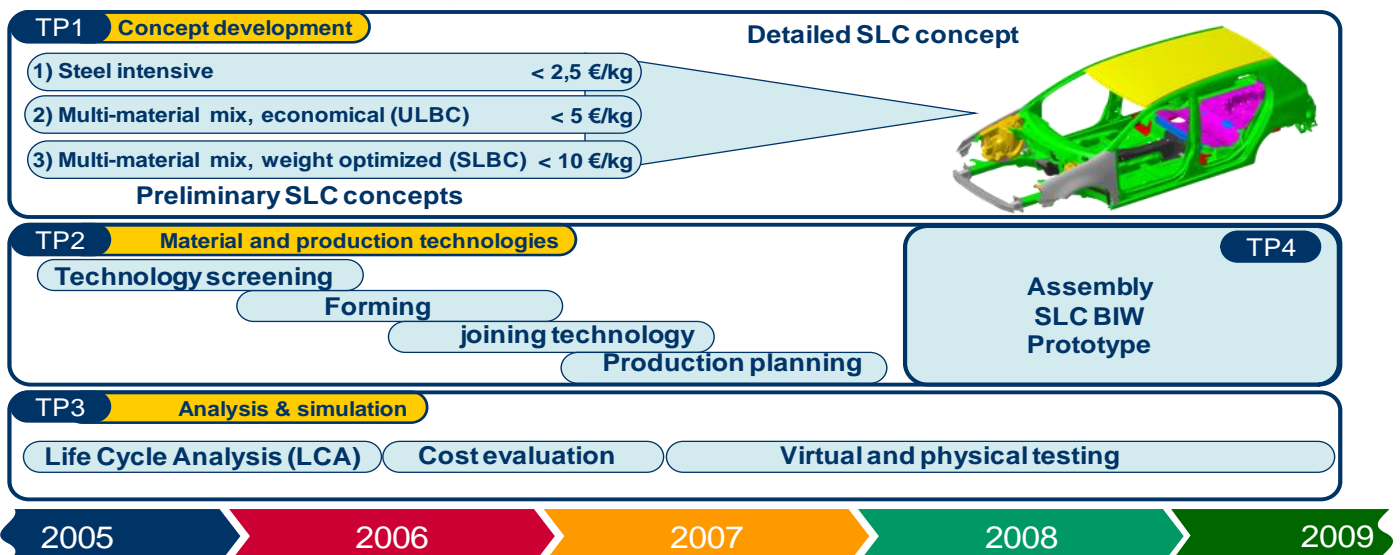 TP1 Concept development
Detailed SLC concept
1) Steel intensive < 2,5 €/kg
2) Multi-material mix, economical (ULBC) < 5 €/kg
3) Multi-material mix, weight optimized (SLBC) < 10 €/kg
Preliminary SLC concepts
TP2 Material and production technologies
TP4
Technology screening
Forming
joining technology
Production planning
Assembly
SLC BIW
Prototype
TP3 Analysis & simulation
Life Cycle Analysis (LCA) Cost evaluation Virtual and physical testing
2005 2006 2007 2008 2009